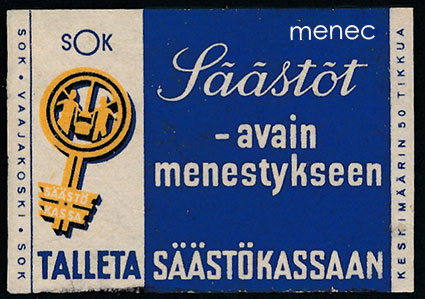 menec
SOK • VAAJAKOSKI • SOK
SOK
SÄÄSTÖ
KASSA
Säästöt
- avain
menestykseen
TALLETA SÄÄSTÖKASSAAN
KESKIMÄÄRIN 50 TIKKUA